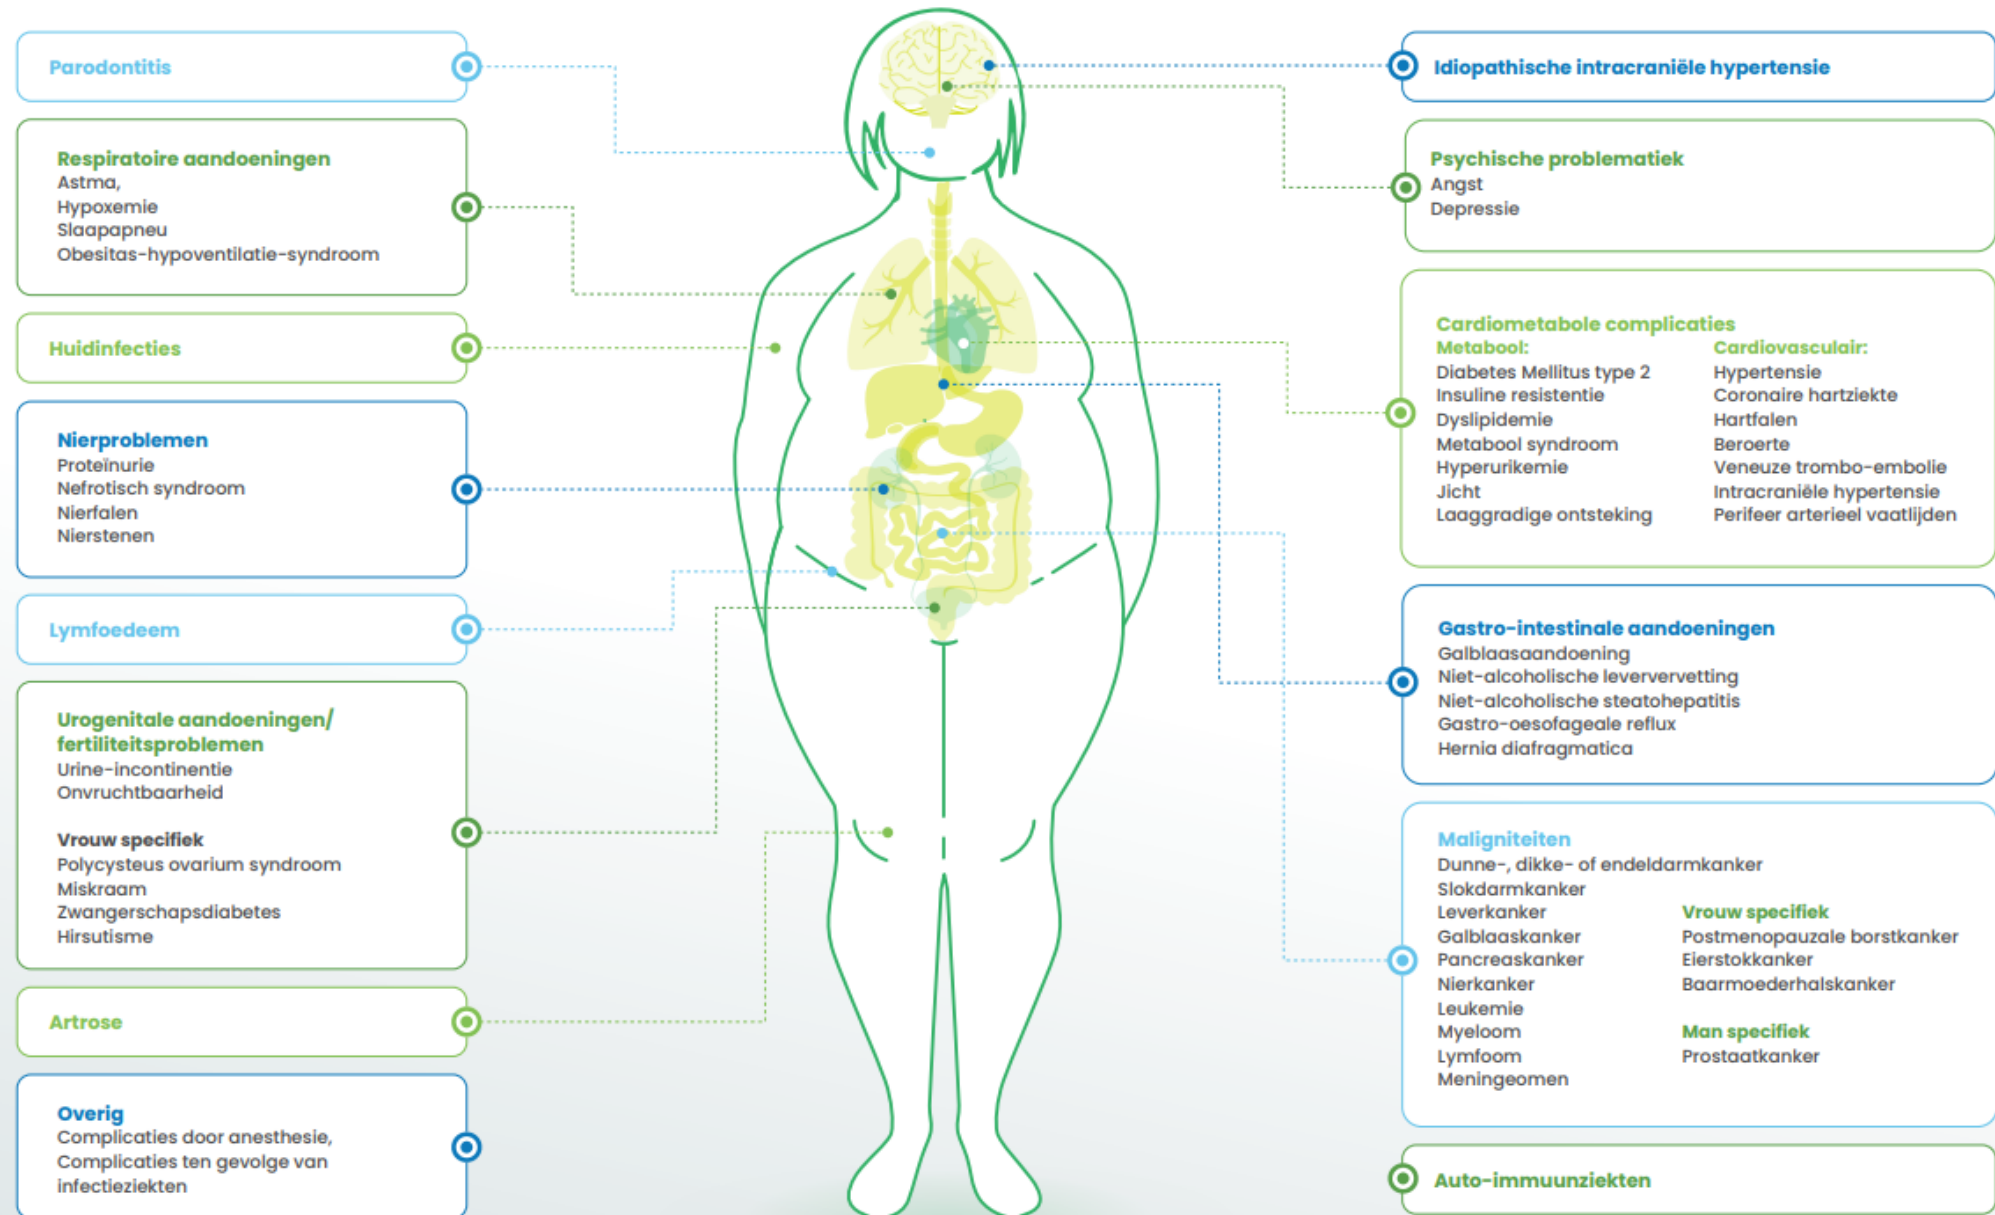 Parodontitis
Respiratoire aandoeningen
Astma,
Hypoxemie
Slaapapneu
Obesitas-hypoventilatie-syndroom
Huidinfecties
Nierproblemen
Proteïnurie
Nefrotisch syndroom
Nierfalen
Nierstenen
Lymfoedeem
Urogenitale aandoeningen/
fertiliteitsproblemen
Urine-incontinentie
Onvruchtbaarheid
Vrouw specifiek
Polycysteus ovarium syndroom
Miskraam
Zwangerschapsdiabetes
Hirsutisme
Artrose
Overig
Complicaties door anesthesie,
Complicaties ten gevolge van
infectieziekten
Idiopathische intracraniële hypertensie
Psychische problematiek
Angst
Depressie
Cardiometabole complicaties
Metabool:
Diabetes Mellitus type 2
Insuline resistentie
Dyslipidemie
Metabool syndroom
Hyperurikemie
Jicht
Laaggradige ontsteking
Cardiovasculair:
Hypertensie
Coronaire hartziekte
Hartfalen
Beroerte
Veneuze trombo-embolie
Intracraniële hypertensie
Perifeer arterieel vaatlijden
Gastro-intestinale aandoeningen
Galblaasaandoening
Niet-alcoholische leververvetting
Niet-alcoholische steatohepatitis
Gastro-oesofageale reflux
Hernia diafragmatica
Maligniteiten
Dunne-, dikke- of endeldarmkanker
Slokdarmkanker
Leverkanker
Galblaaskanker
Pancreaskanker
Nierkanker
Leukemie
Myeloom
Lymfoom
Meningeomen
Vrouw specifiek
Postmenopauzale borstkanker
Eierstokkanker
Baarmoederhalskanker
Man specifiek
Prostaatkanker
Auto-immuunziekten